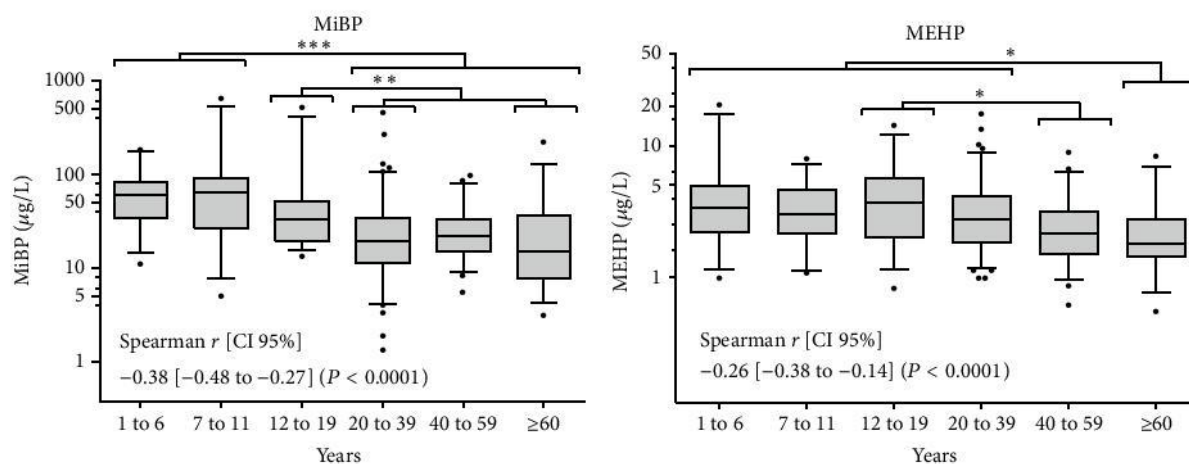 MiBP
***
**
1000
500
100
50
10
5
1
MiBP (μg/L)
Spearman r [CI 95%]
−0.38 [−0.48 to −0.27] (P < 0.0001)
1 to 6 7 to 11 12 to 19 20 to 39 40 to 59 ≥60
Years
MEHP
*
*
50
20
10
5
1
MEHP (μg/L)
Spearman r [CI 95%]
−0.26 [−0.38 to −0.14] (P < 0.0001)
1 to 6 7 to 11 12 to 19 20 to 39 40 to 59 ≥60
Years